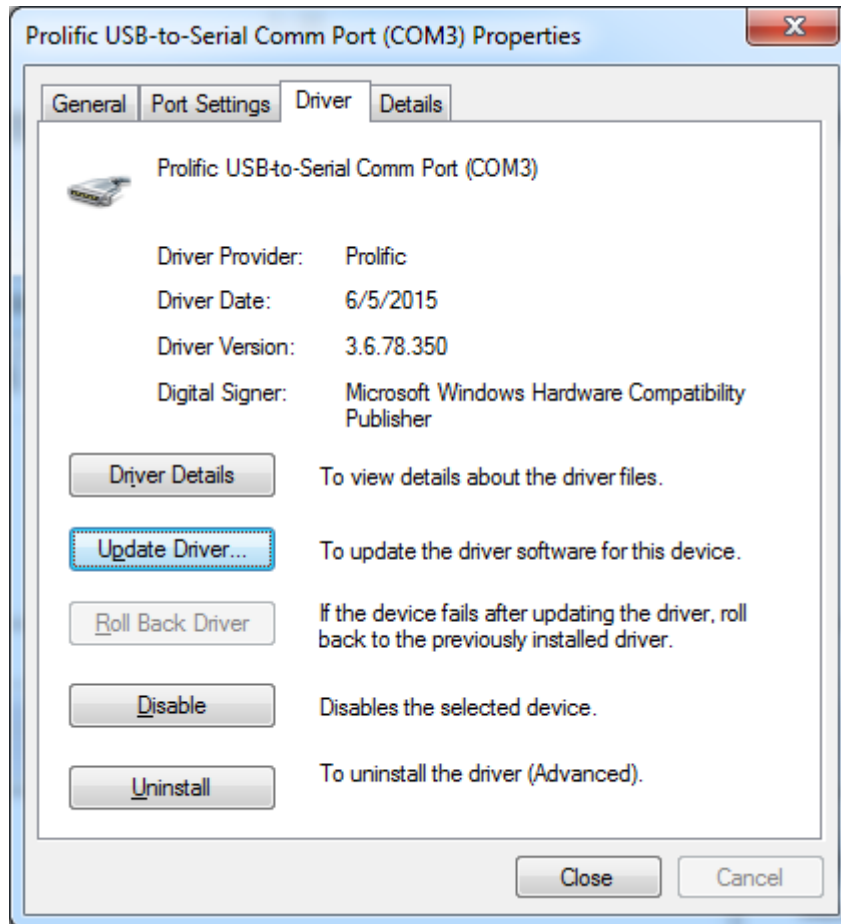 Prolific USB-to-Serial Comm Port (COM3) Properties
General Port Settings Driver Details
Prolific USB-to-Serial Comm Port (COM3)
Driver Provider: Prolific
Driver Date: 6/5/2015
Driver Version: 3.6.78.350
Digital Signer: Microsoft Windows Hardware Compatibility
Publisher
Driver Details To view details about the driver files.
Update Driver... To update the driver software for this device.
Roll Back Driver If the device fails after updating the driver, roll
back to the previously installed driver.
Disable Disables the selected device.
Uninstall To uninstall the driver (Advanced).
Close Cancel